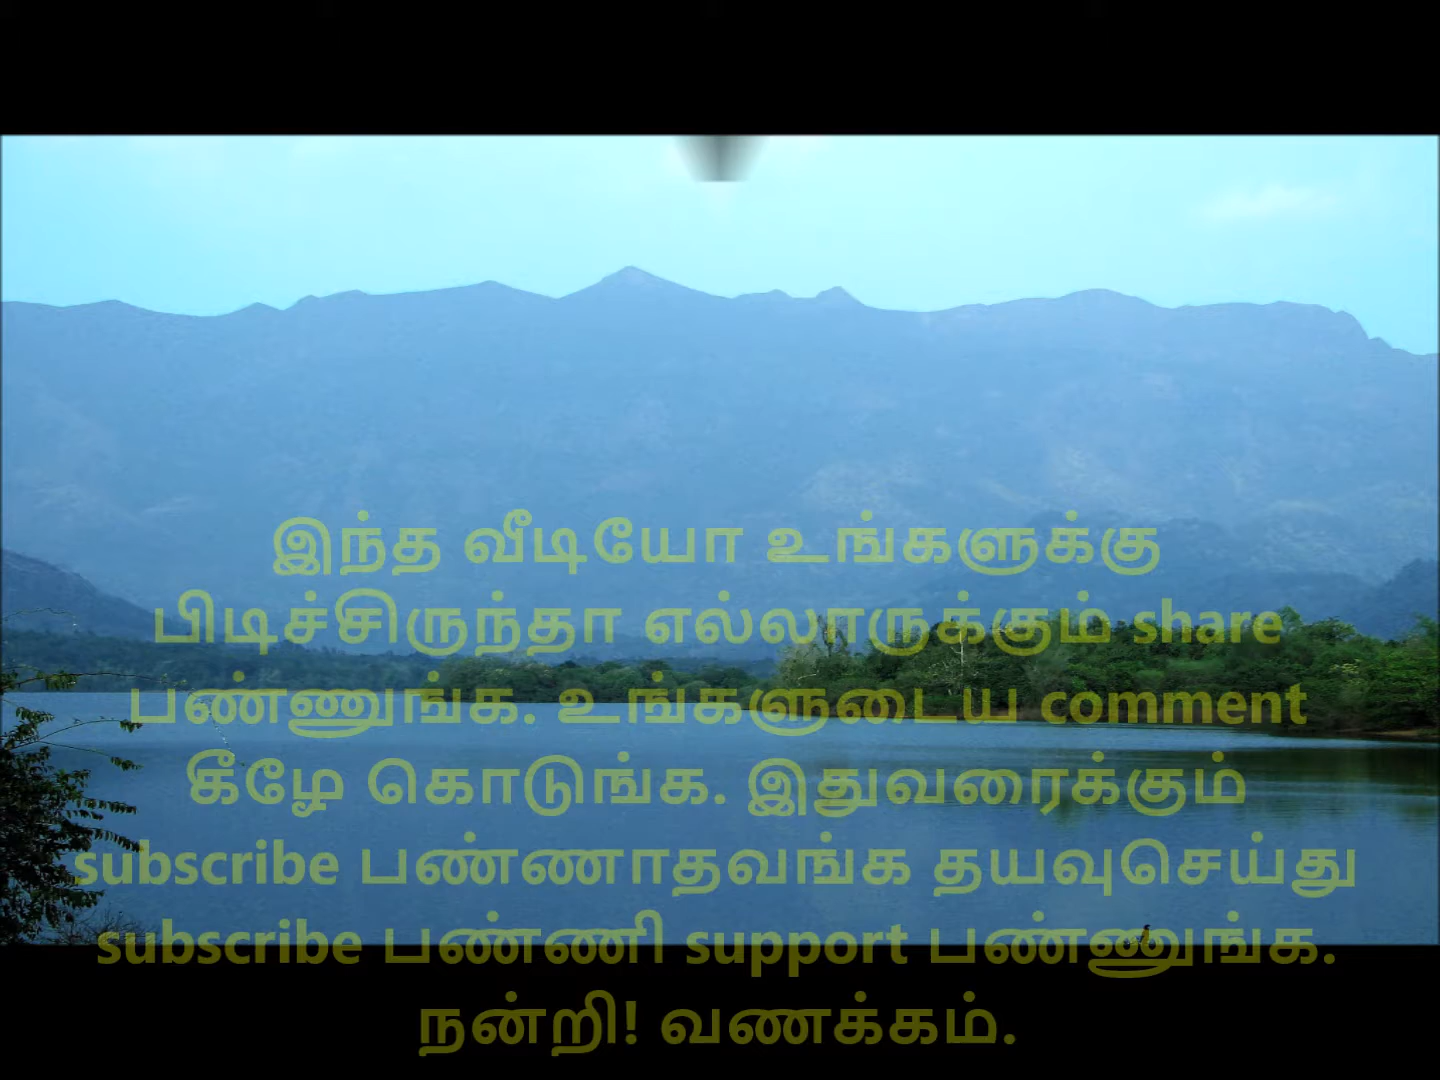 இந்த வீடியோ உங்களுக்கு
பிடிச்சிருந்தா எல்லாருக்கும் share
பண்ணுங்க. உங்களுடைய comment
கீழே கொடுங்க. இதுவரைக்கும்
subscribe பண்ணாதவங்க தயவுசெய்து
subscribe பண்ணி support பண்ணுங்க.
நன்றி! வணக்கம்.